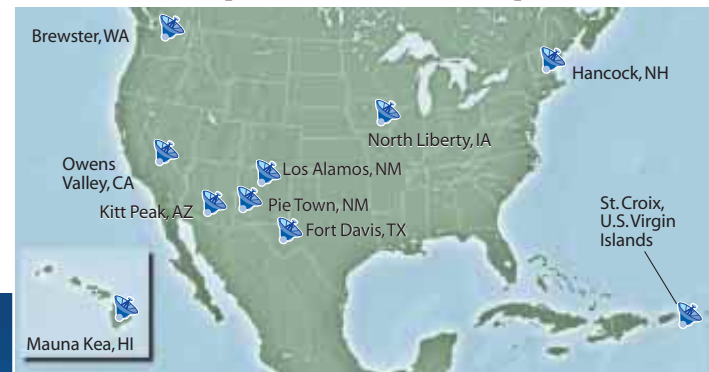 Brewster, WA
Hancock, NH
North Liberty, IA
Owens
Valley, CA
Los Alamos, NM
Kitt Peak, AZ
Pie Town, NM
Fort Davis, TX
St. Croix,
U.S. Virgin
Islands
Mauna Kea, HI